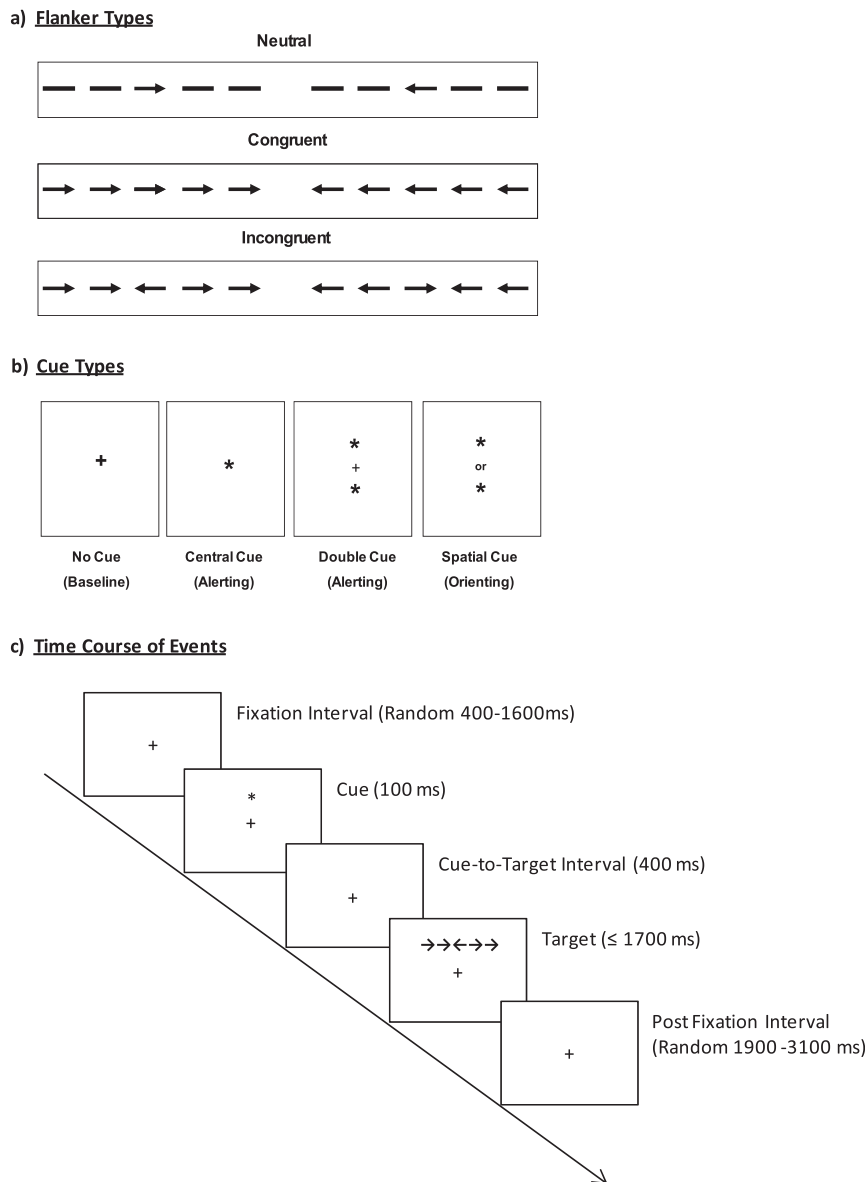 a) Flanker Types
Neutral
Congruent
Incongruent
b) Cue Types
+
*
*
+
*
*
or
*
No Cue
(Baseline)
Central Cue
(Alerting)
Double Cue
(Alerting)
Spatial Cue
(Orienting)
c) Time Course of Events
+
Fixation Interval (Random 400-1600ms)
*
+
Cue (100 ms)
+
Cue-to-Target Interval (400 ms)
→→←→→
+
Target (≤ 1700 ms)
+
Post Fixation Interval
(Random 1900 -3100 ms)